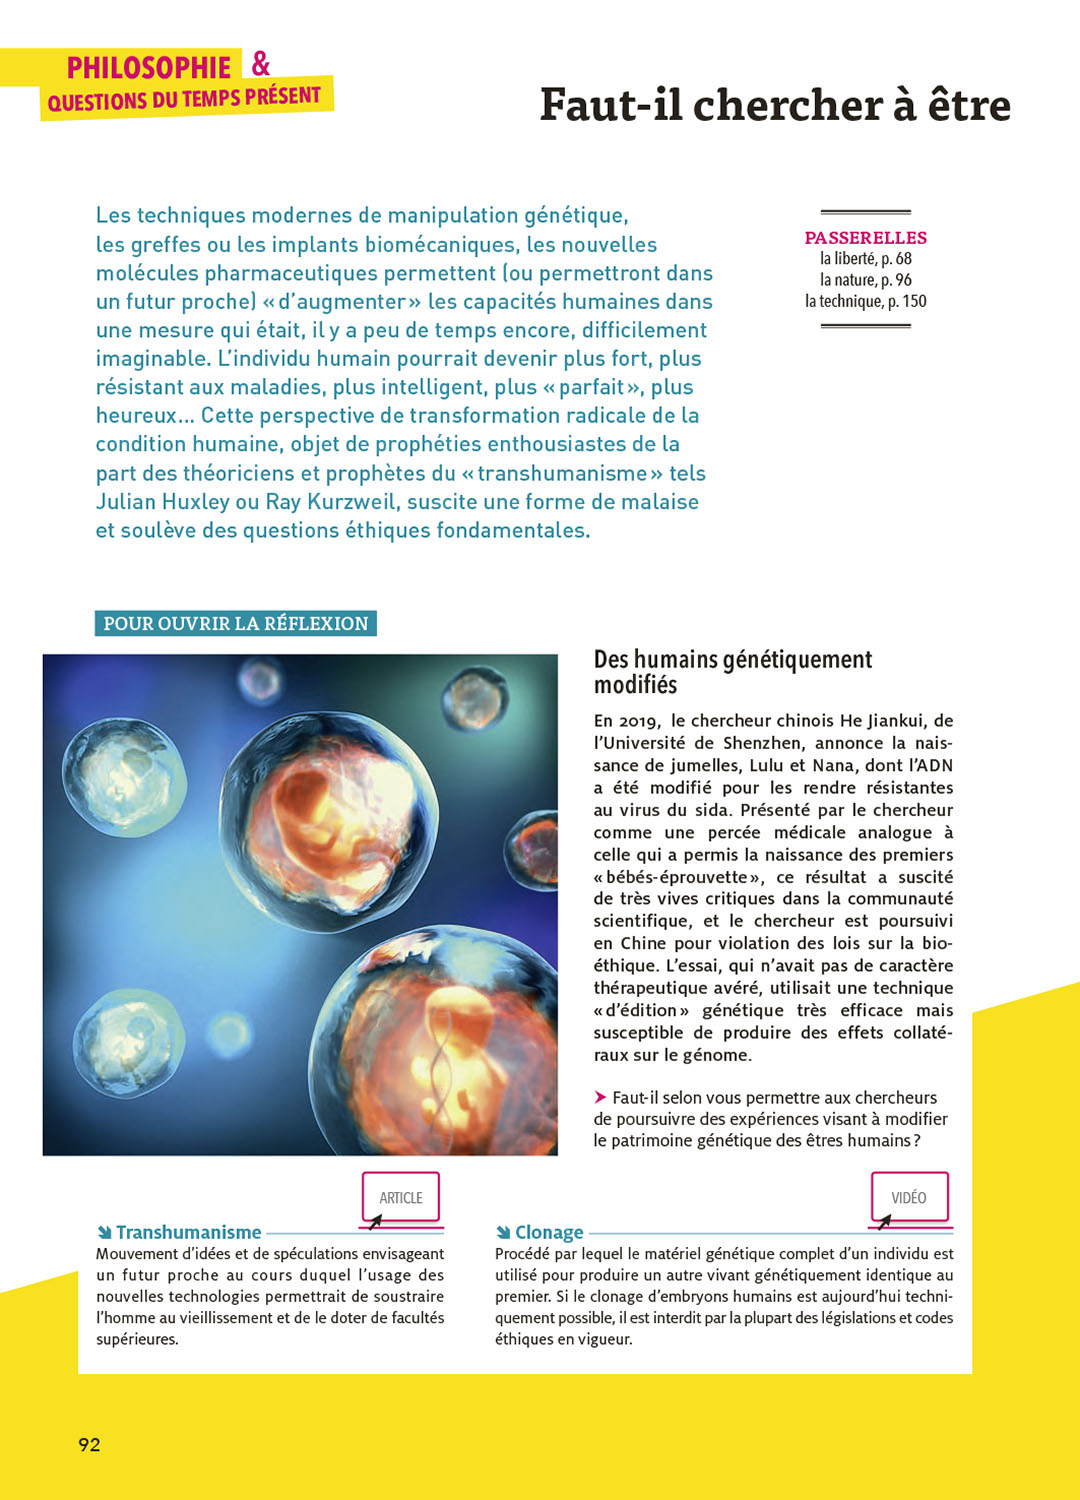 PHILOSOPHIE &
QUESTIONS DU TEMPS PRÉSENT
Faut-il chercher à être
Les techniques modernes de manipulation génétique,
les greffes ou les implants biomécaniques, les nouvelles
molécules pharmaceutiques permettent (ou permettront dans
un futur proche) « d’augmenter » les capacités humaines dans
une mesure qui était, il y a peu de temps encore, difficilement
imaginable. L’individu humain pourrait devenir plus fort, plus
résistant aux maladies, plus intelligent, plus « parfait », plus
heureux... Cette perspective de transformation radicale de la
condition humaine, objet de prophéties enthousiastes de la
part des théoriciens et prophètes du « transhumanisme » tels
Julian Huxley ou Ray Kurzweil, suscite une forme de malaise
et soulève des questions éthiques fondamentales.
PASSERELLES
la liberté, p. 68
la nature, p. 96
la technique, p. 150
POUR OUVRIR LA RÉFLEXION
Des humains génétiquement
modifiés
En 2019, le chercheur chinois He Jiankui, de
l’Université de Shenzhen, annonce la nais-
sance de jumelles, Lulu et Nana, dont l’ADN
a été modifié pour les rendre résistantes
au virus du sida. Présenté par le chercheur
comme une percée médicale analogue à
celle qui a permis la naissance des premiers
« bébés-éprouvette », ce résultat a suscité
de très vives critiques dans la communauté
scientifique, et le chercheur est poursuivi
en Chine pour violation des lois sur la bio-
éthique. L’essai, qui n’avait pas de caractère
thérapeutique avéré, utilisait une technique
« d’édition » génétique très efficace mais
susceptible de produire des effets collaté-
raux sur le génome.
➤ Faut-il selon vous permettre aux chercheurs
de poursuivre des expériences visant à modifier
le patrimoine génétique des êtres humains ?
ARTICLE
Transhumanisme
Mouvement d’idées et de spéculations envisageant
un futur proche au cours duquel l’usage des
nouvelles technologies permettrait de soustraire
l’homme au vieillissement et de le doter de facultés
supérieures.
VIDÉO
Clonage
Procédé par lequel le matériel génétique complet d’un individu est
utilisé pour produire un autre vivant génétiquement identique au
premier. Si le clonage d’embryons humains est aujourd’hui techni-
quement possible, il est interdit par la plupart des législations et codes
éthiques en vigueur.
92